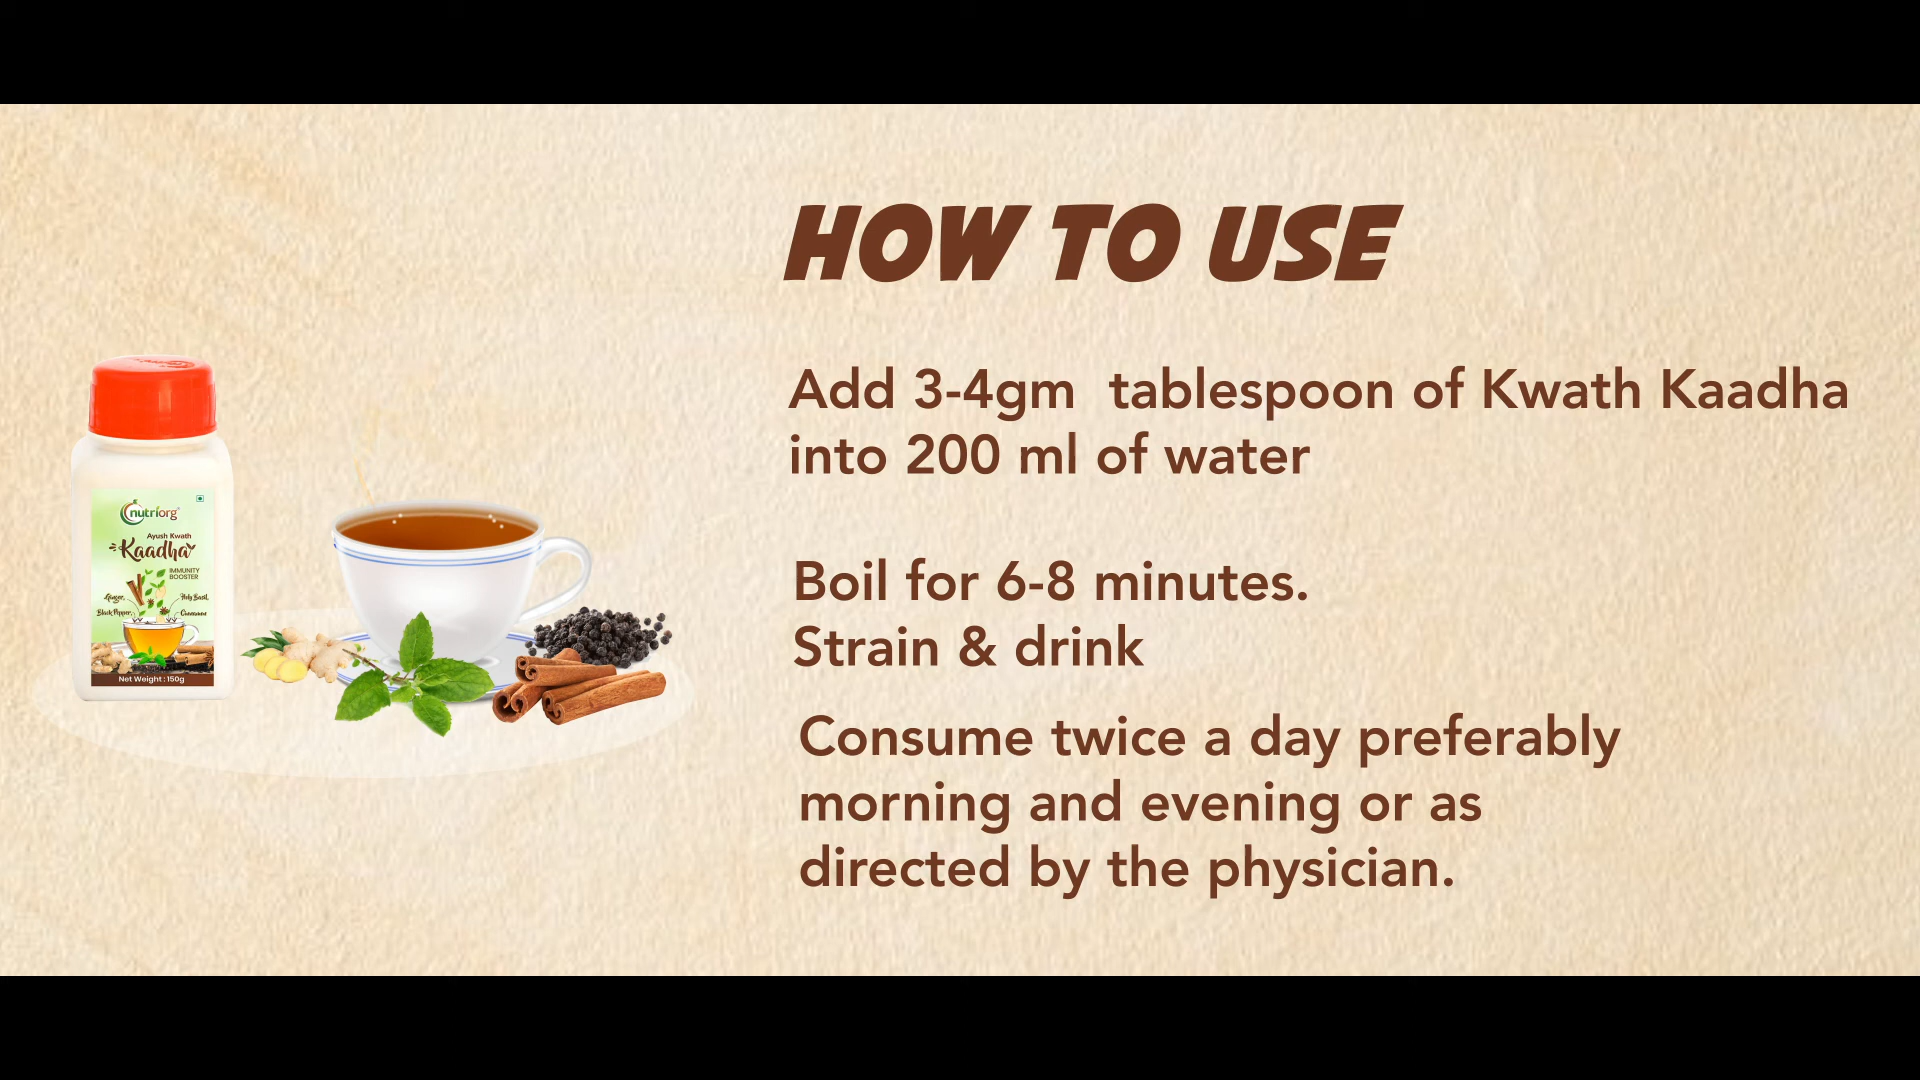 HOW TO USE
Add 3-4gm tablespoon of Kwath Kaadha
into 200 ml of water
Boil for 6-8 minutes.
Strain & drink
Consume twice a day preferably
morning and evening or as
directed by the physician.
nutriorg
Ayush Kwath
Kaadha
IMMUNITY
BOOSTER
Ginger,
Holy Basil,
Black Pepper,
Cinnamon
Net Weight : 150g